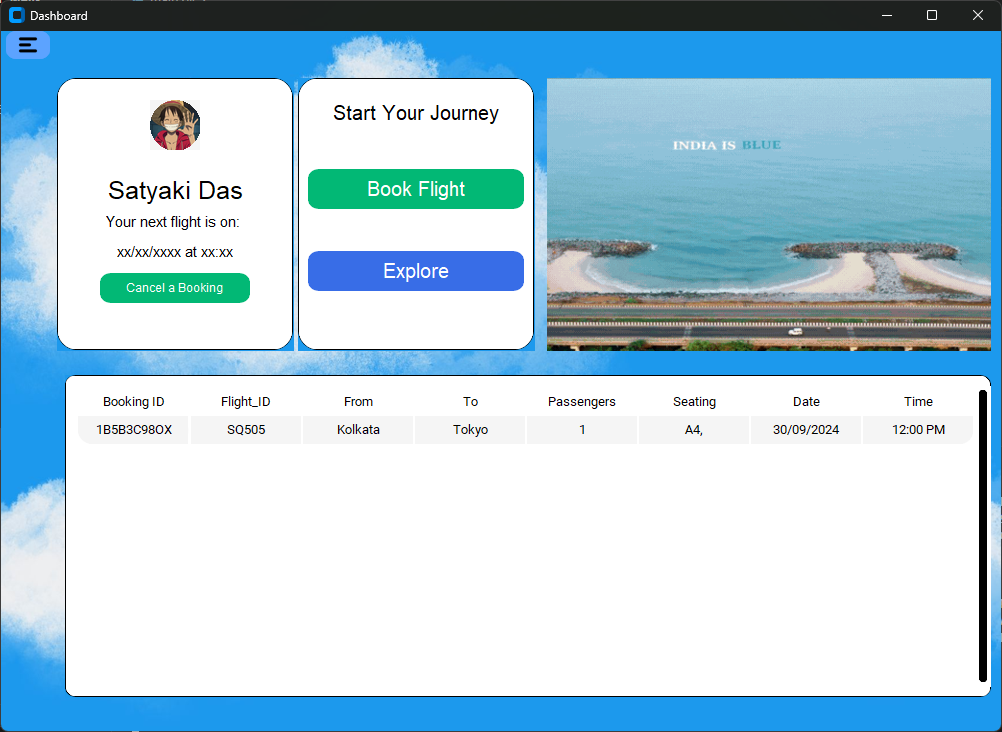 Dashboard
Satyaki Das
Your next flight is on:
xx/xx/xxxx at xx:xx
Cancel a Booking
Start Your Journey
Book Flight
Explore
INDIA IS BLUE
Booking ID Flight_ID From To Passengers Seating Date Time
1B5B3C98OX SQ505 Kolkata Tokyo 1 A4, 30/09/2024 12:00 PM